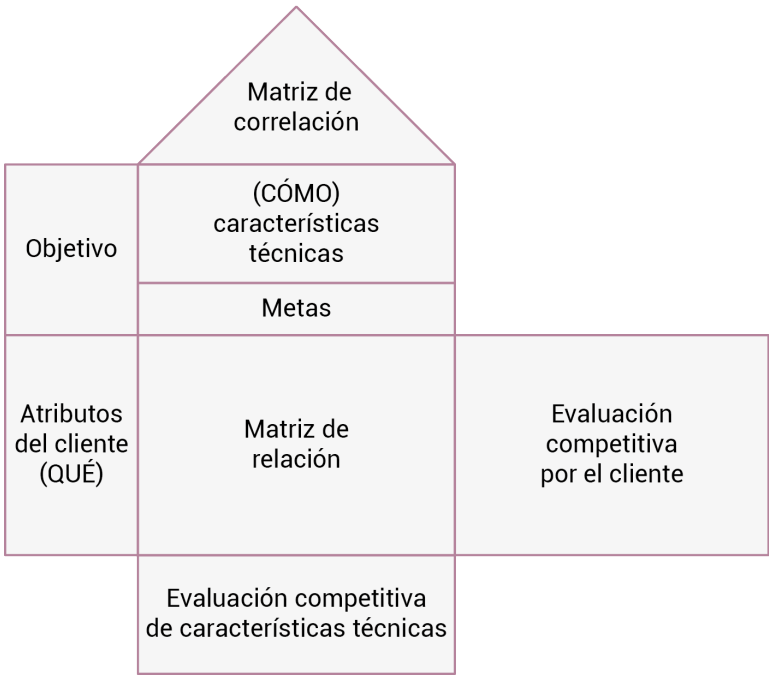 Matriz de
correlación
(CÓMO)
características
técnicas
Objetivo
Metas
Atributos
del cliente
(QUÉ)
Matriz de
relación
Evaluación
competitiva
por el cliente
Evaluación competitiva
de características técnicas